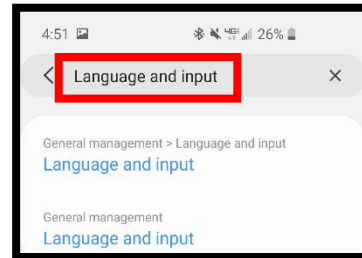 4:51 26%
Language and input
General management > Language and input
Language and input
General management
Language and input